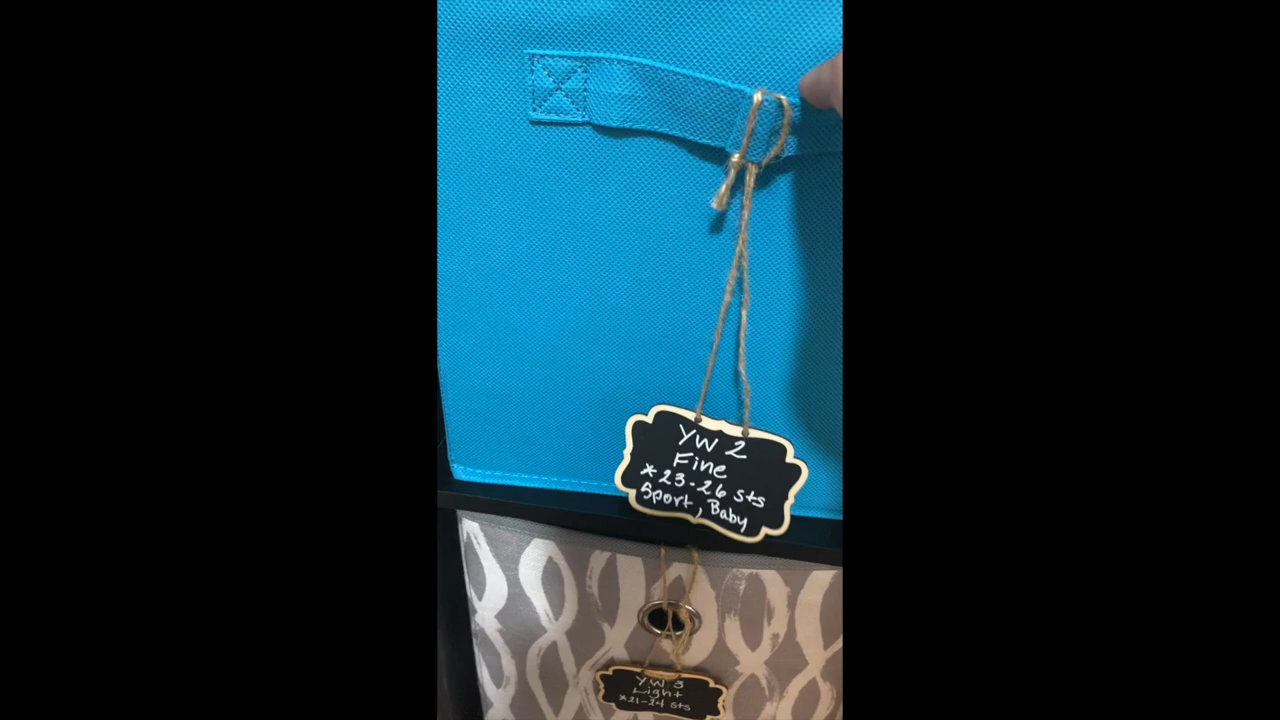 YW 2
Fine
*23-26 sts
Sport, Baby
YW 3
Light
*21-24 sts